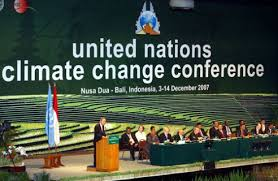 united nations
climate change conference
Nusa Dua - Bali, Indonesia, 3-14 December 2007